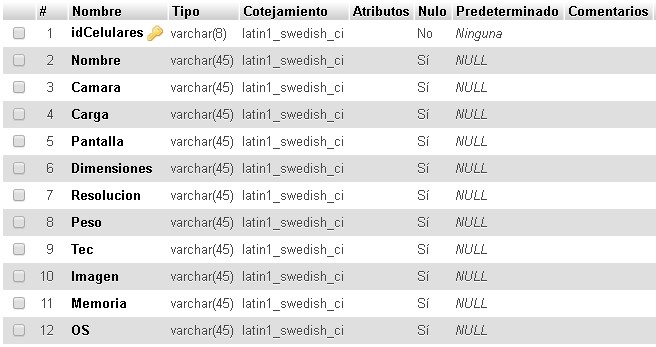 # Nombre Tipo Cotejamiento Atributos Nulo Predeterminado Comentarios
1 idCelulares varchar(8) latin1_swedish_ci No Ninguna
2 Nombre varchar(45) latin1_swedish_ci Sí NULL
3 Camara varchar(45) latin1_swedish_ci Sí NULL
4 Carga varchar(45) latin1_swedish_ci Sí NULL
5 Pantalla varchar(45) latin1_swedish_ci Sí NULL
6 Dimensiones varchar(45) latin1_swedish_ci Sí NULL
7 Resolucion varchar(45) latin1_swedish_ci Sí NULL
8 Peso varchar(45) latin1_swedish_ci Sí NULL
9 Tec varchar(45) latin1_swedish_ci Sí NULL
10 Imagen varchar(45) latin1_swedish_ci Sí NULL
11 Memoria varchar(45) latin1_swedish_ci Sí NULL
12 OS varchar(45) latin1_swedish_ci Sí NULL